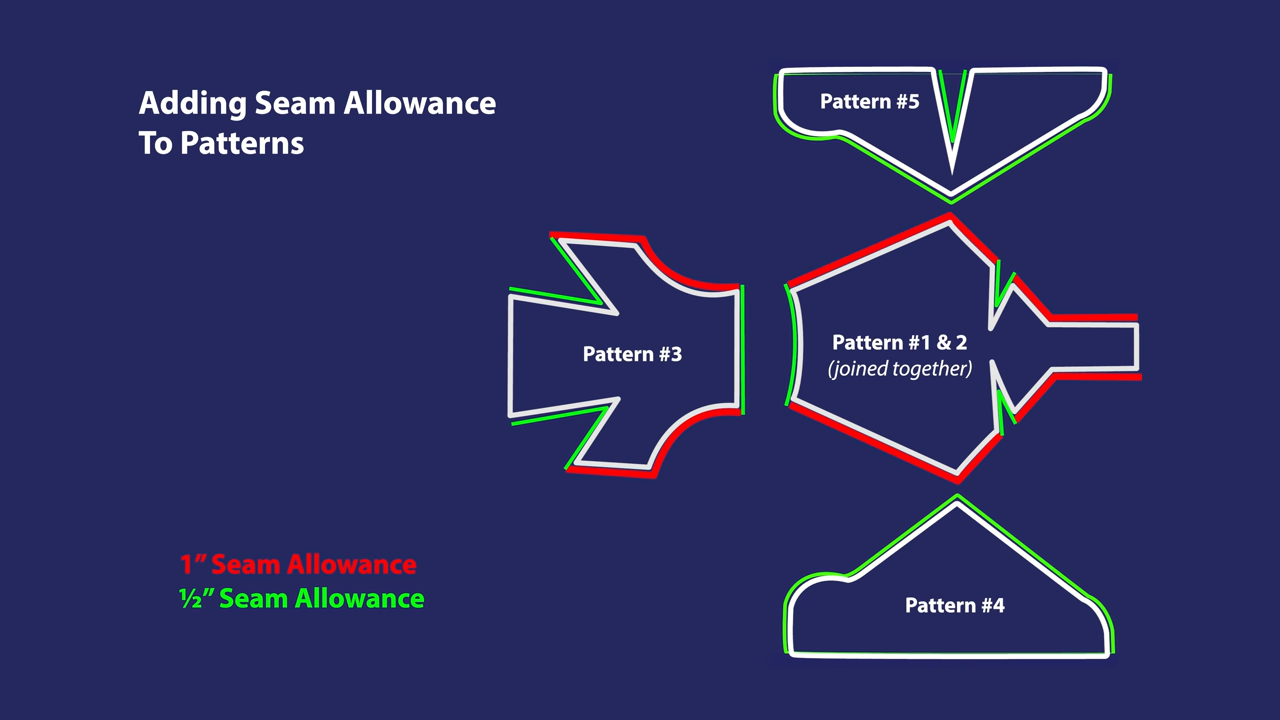 Adding Seam Allowance
To Patterns
Pattern #5
Pattern #3
Pattern #1 & 2
(joined together)
1” Seam Allowance
½” Seam Allowance
Pattern #4